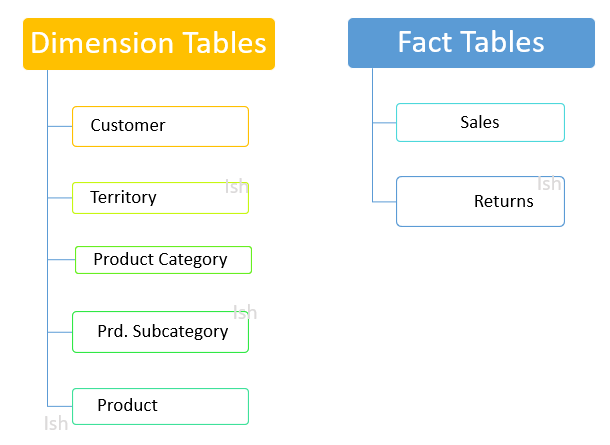 Dimension Tables
Customer
Territory
Ish
Product Category
Ish
Prd. Subcategory
Product
Ish
Fact Tables
Sales
Ish
Returns